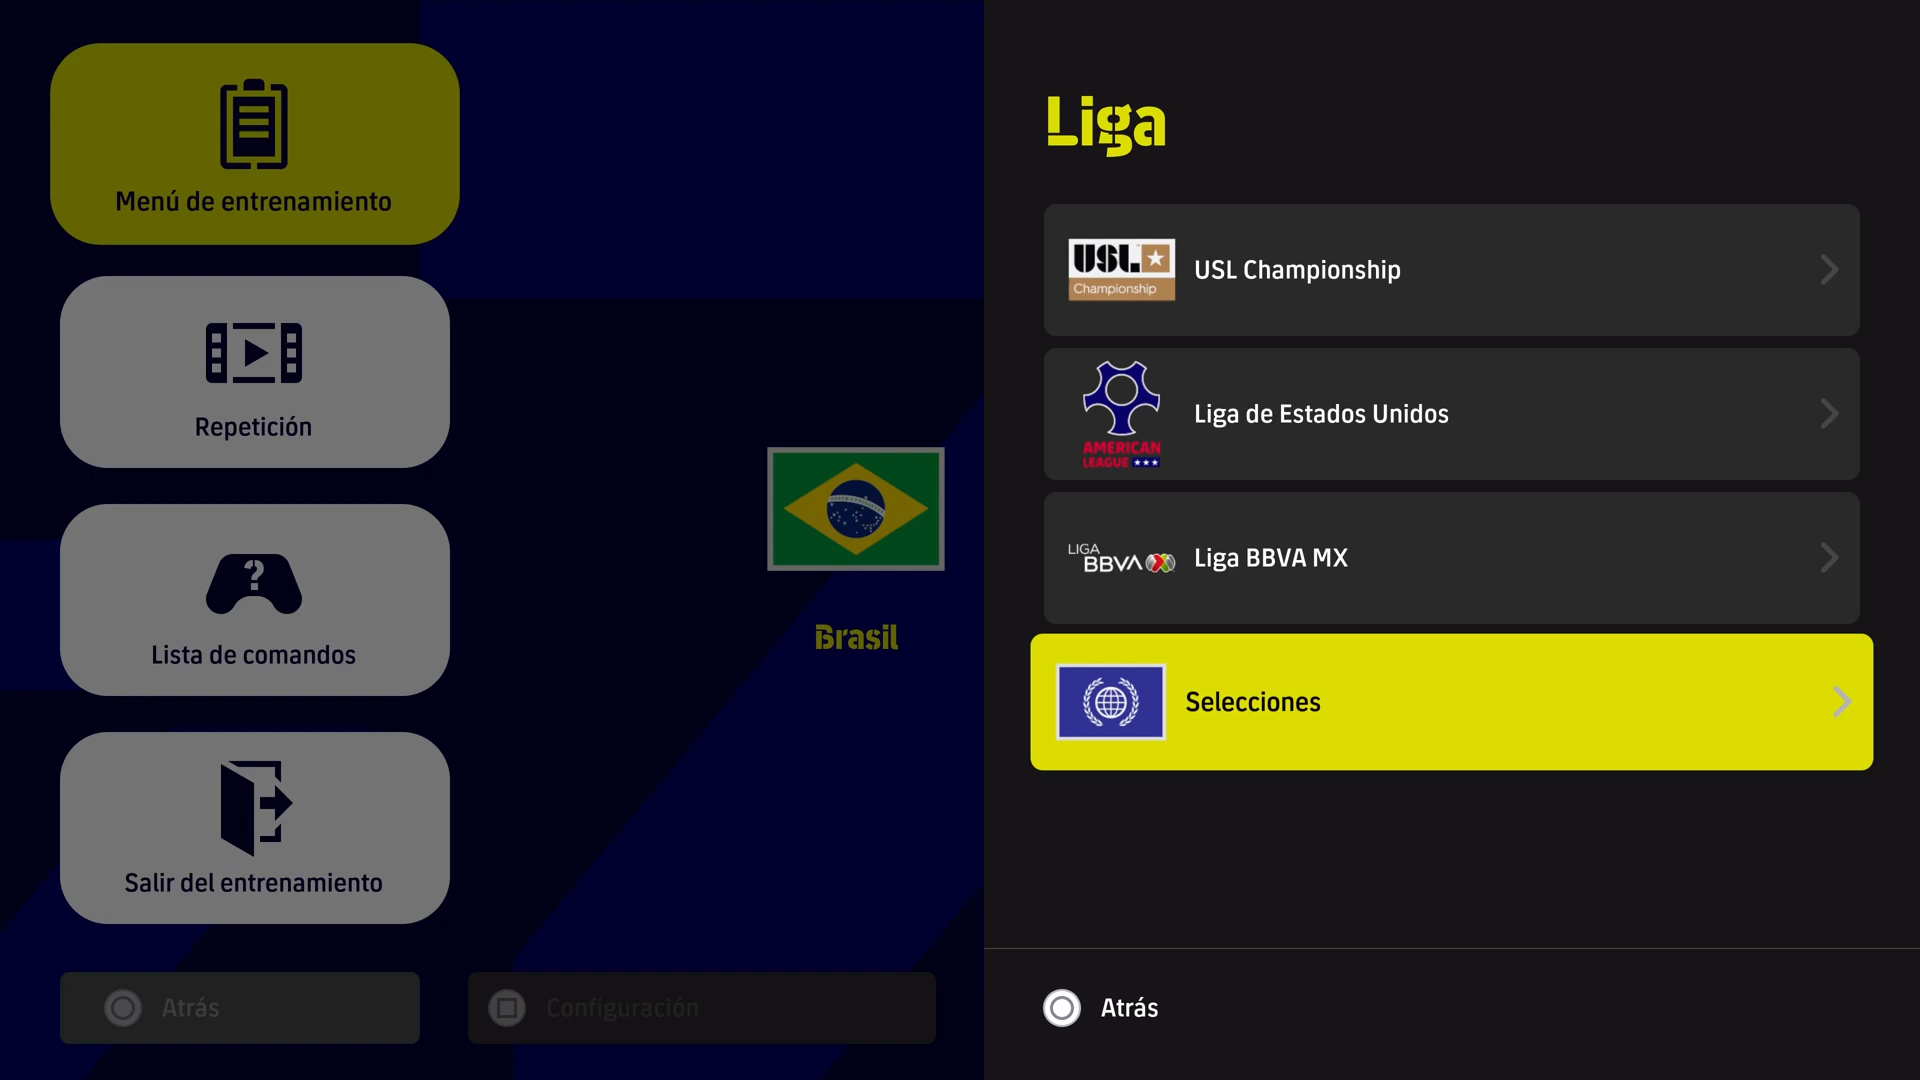 Menú de entrenamiento
Repetición
?
Lista de comandos
Salir del entrenamiento
Atrás
Configuración
Brasil
Liga
USL
Championship
USL Championship
AMERICAN
LEAGUE
Liga de Estados Unidos
LIGA
BBVA
Liga BBVA MX
Selecciones
Atrás